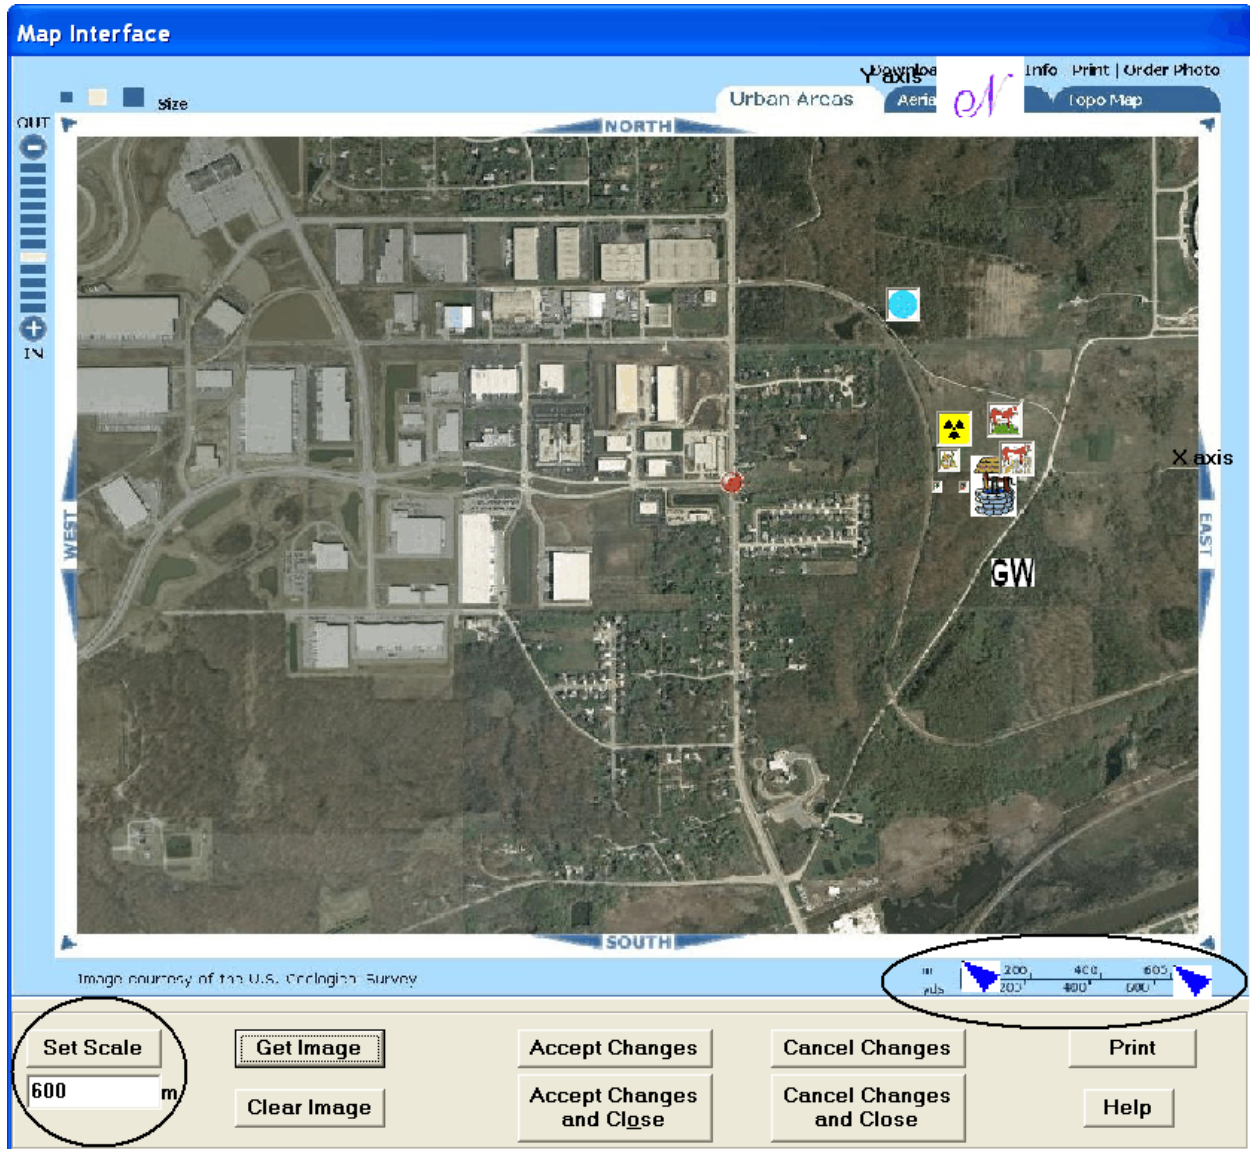 Map Interface
Y axis
Info Print | Order Photo
Size
Urban Areas
N
Topo Map
OUT
NORTH
IN
X axis
WEST
EAST
GW
SOUTH
Image courtesy of the U.S. Geological Survey
m 200 400 600
yds 200 400 600
Set Scale
Get Image
Accept Changes
Cancel Changes
Print
600 m
Clear Image
Accept Changes
and Close
Cancel Changes
and Close
Help